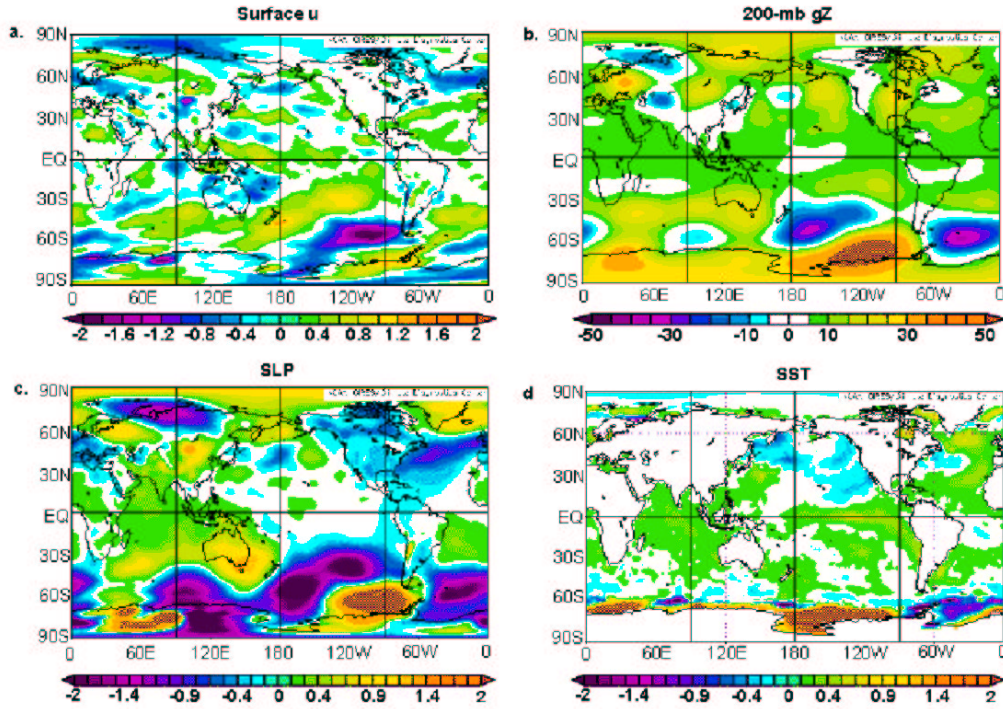 Surface u
a.
90N
60N
30N
EQ
30S
60S
90S
0 60E 120E 180 120W 60W 0
-2 -1.6 -1.2 -0.8 -0.4 0 0.4 0.8 1.2 1.6 2
200-mb gZ
b.
90N
60N
30N
EQ
30S
60S
90S
0 60E 120E 180 120W 60W 0
-50 -30 -10 0 10 30 50
SLP
c.
90N
60N
30N
EQ
30S
60S
90S
0 60E 120E 180 120W 60W 0
-2 -1.4 -0.9 -0.4 0 0.4 0.9 1.4 2
SST
d
90N
60N
30N
EQ
30S
60S
90S
0 60E 120E 180 120W 60W 0
-2 -1.4 -0.9 -0.4 0 0.4 0.9 1.4 2